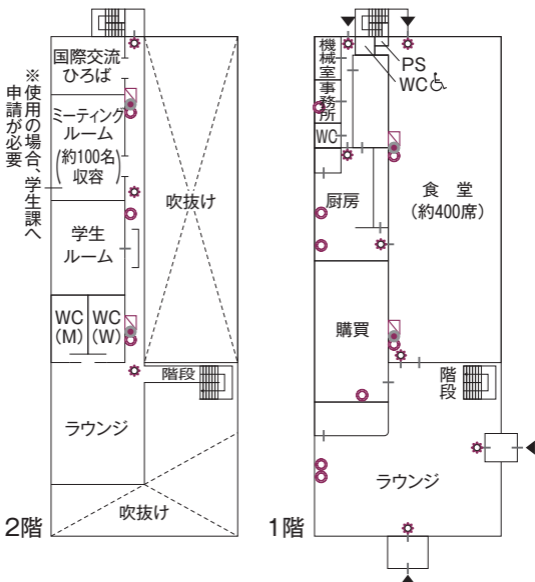 国際交流
ひろば
※使用の場合、学生課へ
申請が必要
ミーティング
ルーム
(約100名)
収容
学生
ルーム
WC
(M)
WC
(W)
吹抜け
階段
ラウンジ
吹抜け
2階
機械室
事務所
WC
PS
WC
食堂
(約400席)
厨房
購買
階段
ラウンジ
1階